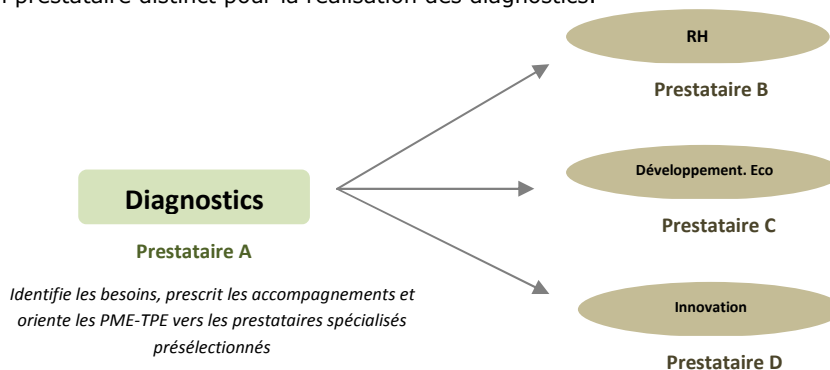 prestataire distinct pour la réalisation des diagnostics.
RH
Prestataire B
Développement. Eco
Diagnostics
Prestataire C
Prestataire A
Identifie les besoins, prescrit les accompagnements et
oriente les PME-TPE vers les prestataires spécialisés
présélectionnés
Innovation
Prestataire D